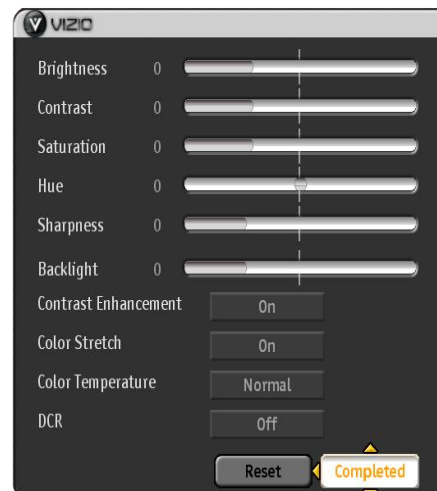 V VIZIO
Brightness 0
Contrast 0
Saturation 0
Hue 0
Sharpness 0
Backlight 0
Contrast Enhancement On
Color Stretch On
Color Temperature Normal
DCR Off
Reset Completed